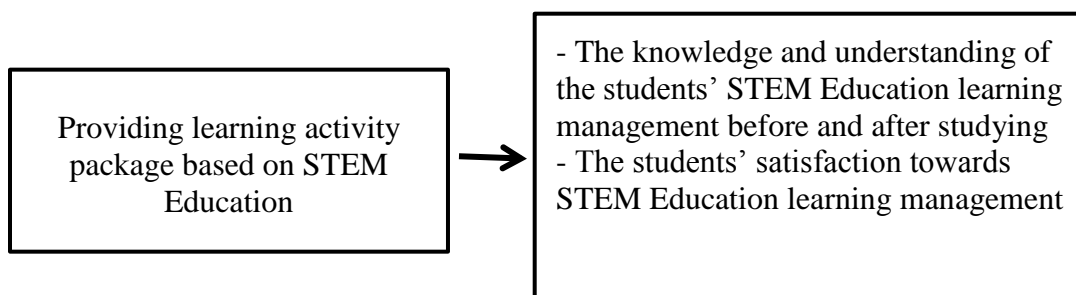 Providing learning activity
package based on STEM
Education
- The knowledge and understanding of
the students’ STEM Education learning
management before and after studying
- The students’ satisfaction towards
STEM Education learning management